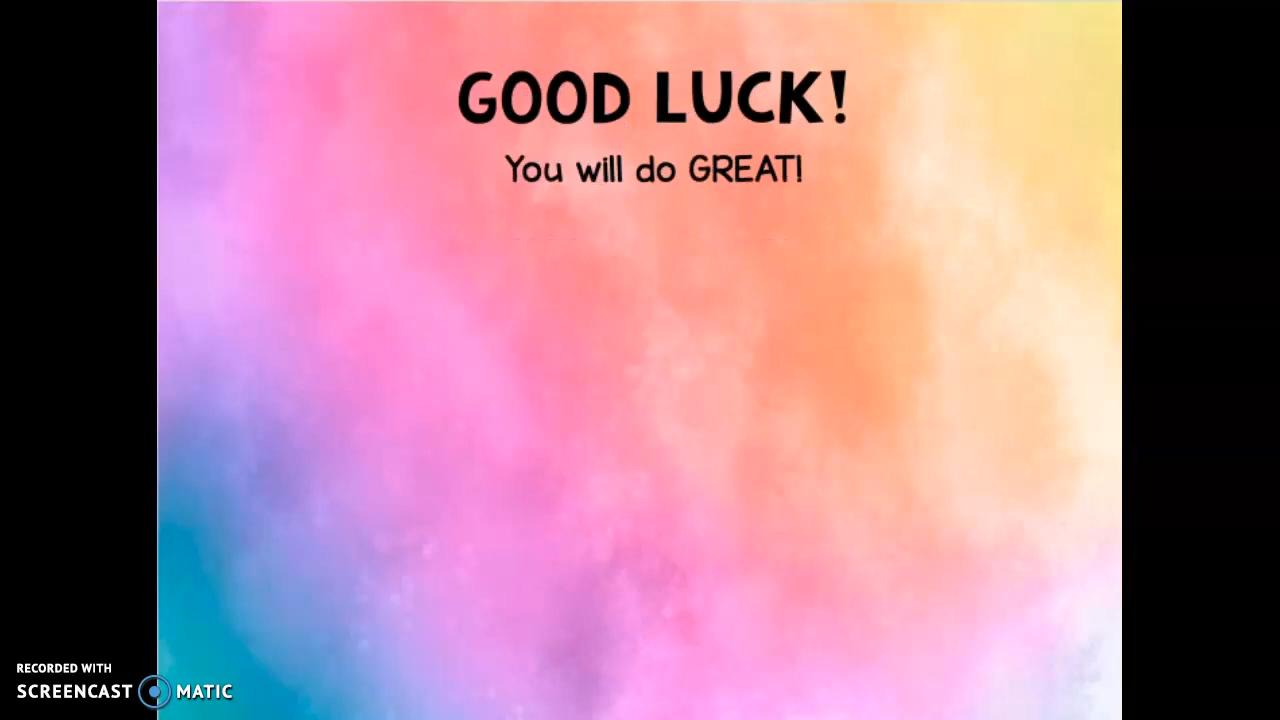 GOOD LUCK!
You will do GREAT!
RECORDED WITH
SCREENCAST MATIC